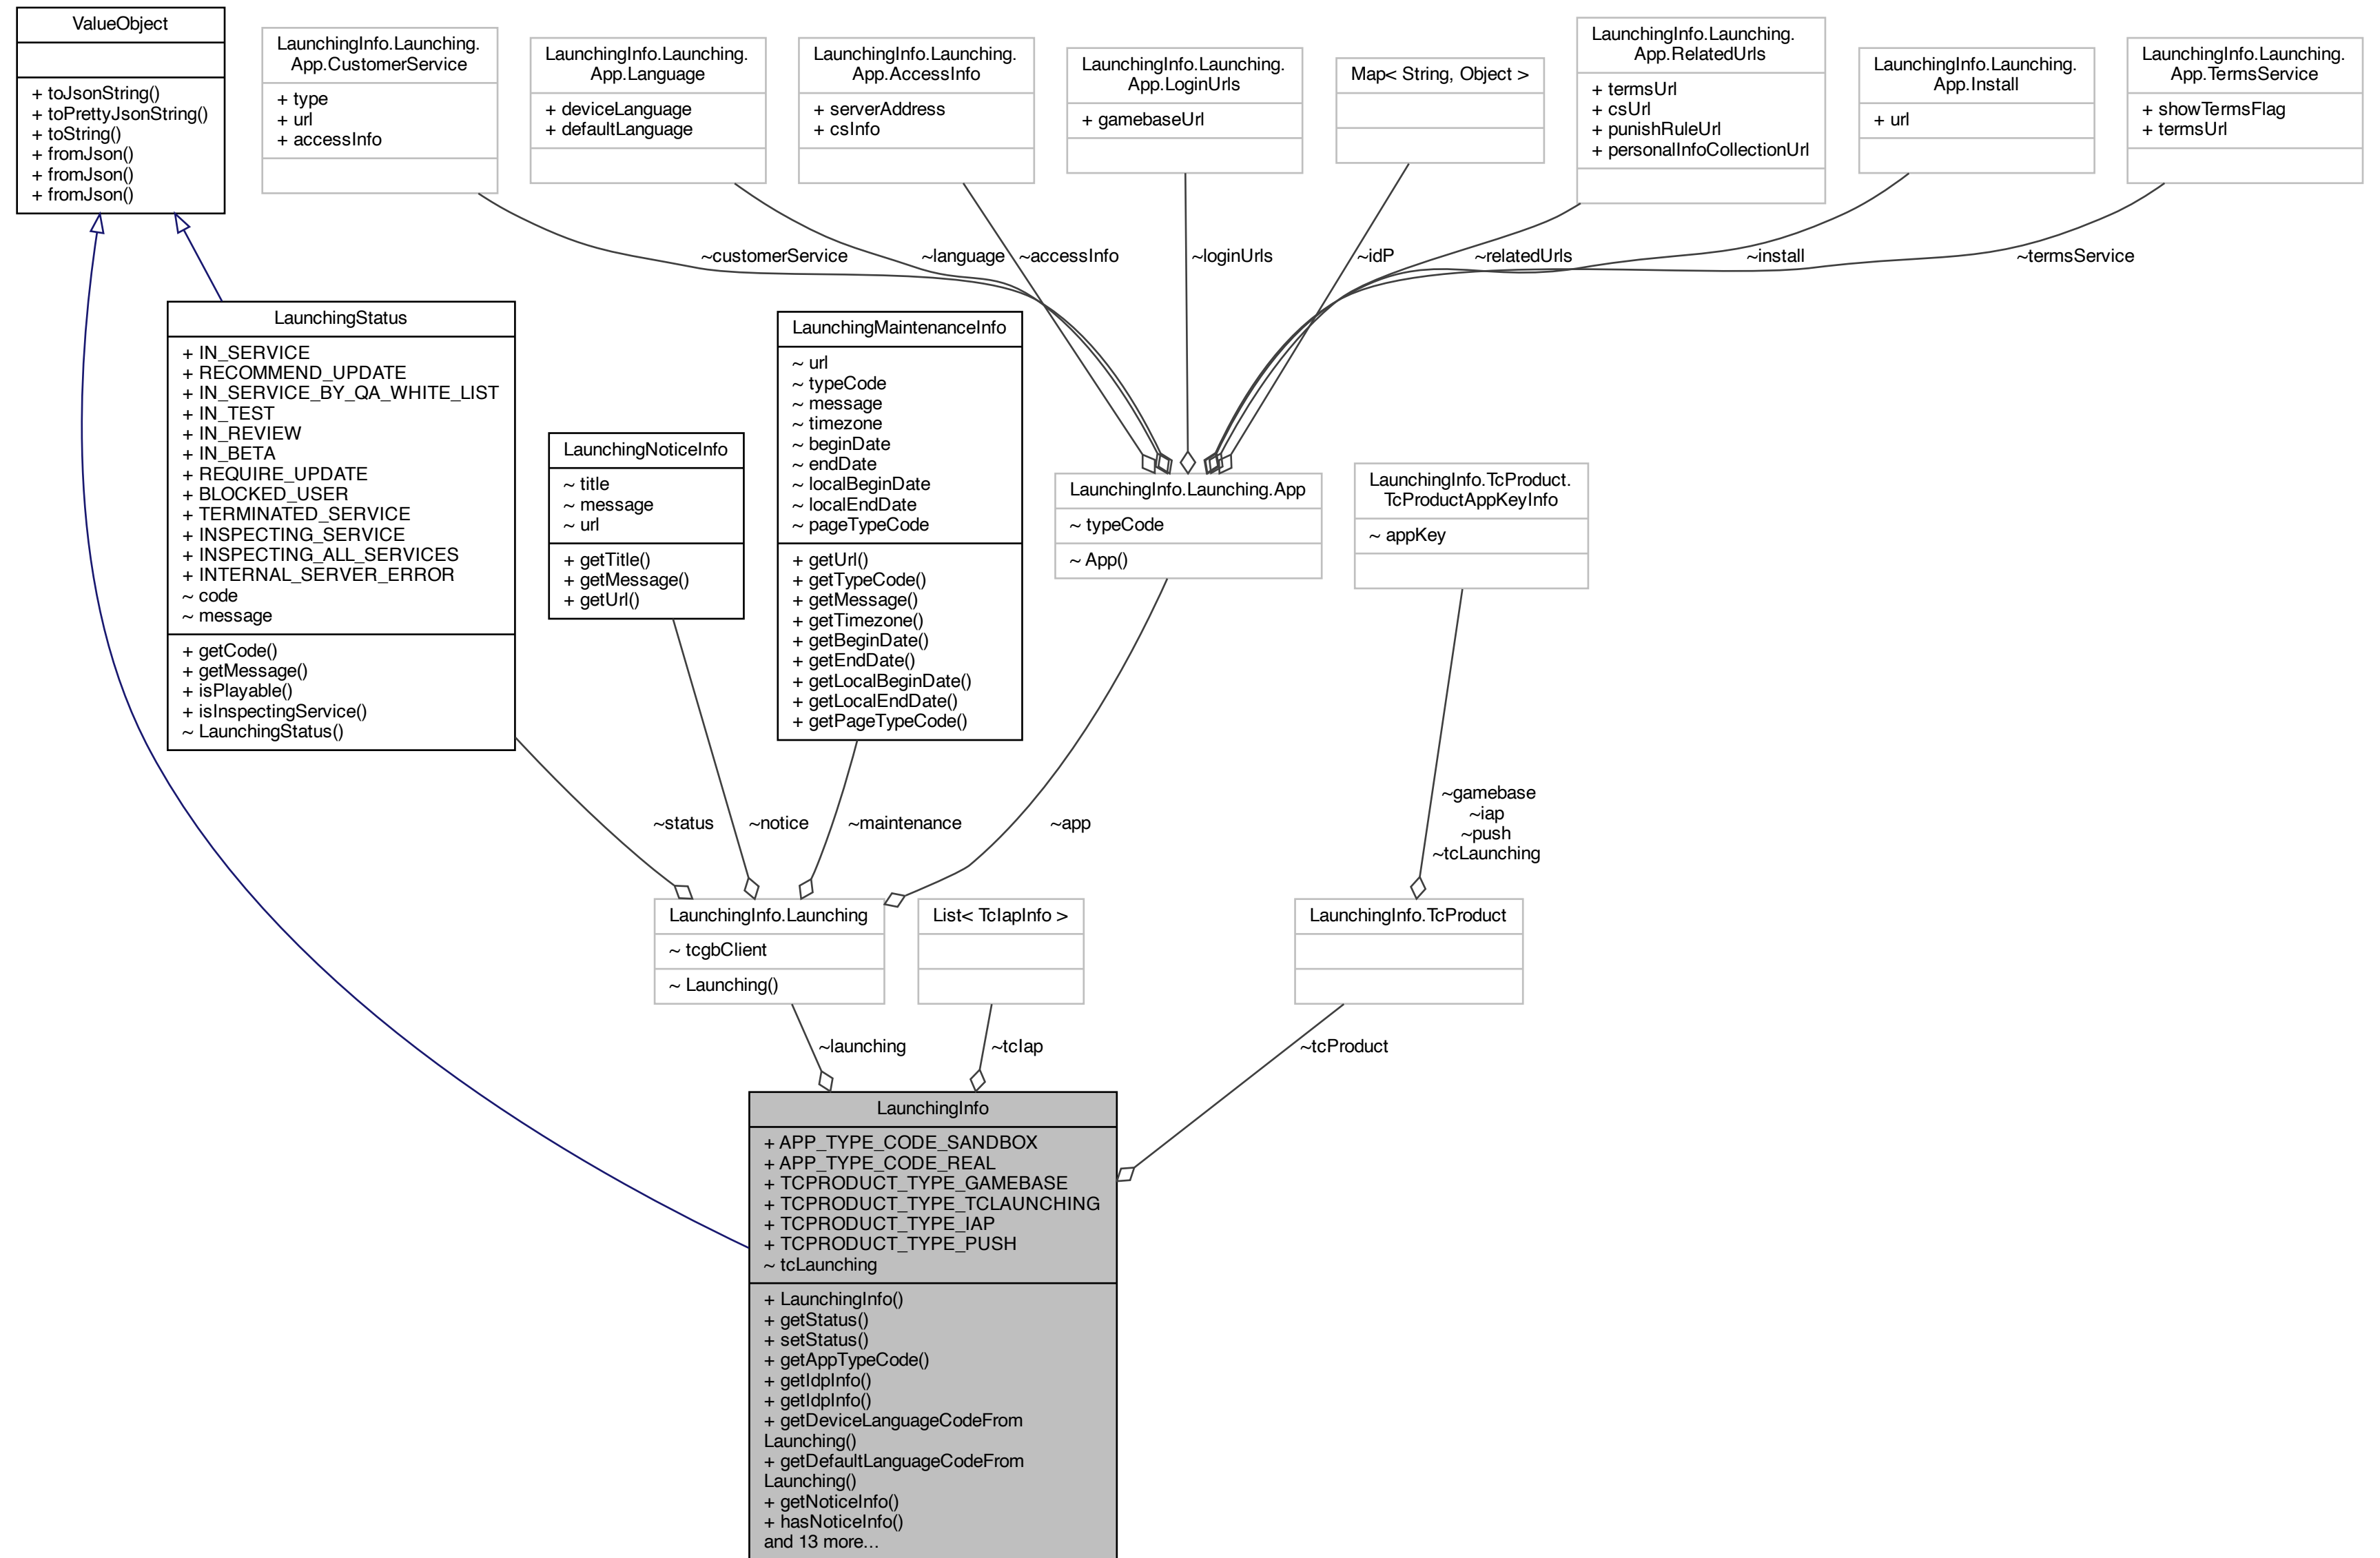 ValueObject
+ toJsonString()
+ toPrettyJsonString()
+ toString()
+ fromJson()
+ fromJson()
+ fromJson()
LaunchingInfo.Launching.
App.CustomerService
+ type
+ url
+ accessInfo
LaunchingInfo.Launching.
App.Language
+ deviceLanguage
+ defaultLanguage
LaunchingInfo.Launching.
App.AccessInfo
+ serverAddress
+ csInfo
LaunchingInfo.Launching.
App.LoginUrls
+ gamebaseUrl
Map< String, Object >
LaunchingInfo.Launching.
App.RelatedUrls
+ termsUrl
+ csUrl
+ punishRuleUrl
+ personalInfoCollectionUrl
LaunchingInfo.Launching.
App.Install
+ url
LaunchingInfo.Launching.
App.TermsService
+ showTermsFlag
+ termsUrl
~customerService
~language
~accessInfo
~loginUrls
~idP
~relatedUrls
~install
~termsService
LaunchingStatus
+ IN_SERVICE
+ RECOMMEND_UPDATE
+ IN_SERVICE_BY_QA_WHITE_LIST
+ IN_TEST
+ IN_REVIEW
+ IN_BETA
+ REQUIRE_UPDATE
+ BLOCKED_USER
+ TERMINATED_SERVICE
+ INSPECTING_SERVICE
+ INSPECTING_ALL_SERVICES
+ INTERNAL_SERVER_ERROR
~ code
~ message
+ getCode()
+ getMessage()
+ isPlayable()
+ isInspectingService()
~ LaunchingStatus()
LaunchingNoticeInfo
~ title
~ message
~ url
+ getTitle()
+ getMessage()
+ getUrl()
LaunchingMaintenanceInfo
~ url
~ typeCode
~ message
~ timezone
~ beginDate
~ endDate
~ localBeginDate
~ localEndDate
~ pageTypeCode
+ getUrl()
+ getTypeCode()
+ getMessage()
+ getTimezone()
+ getBeginDate()
+ getEndDate()
+ getLocalBeginDate()
+ getLocalEndDate()
+ getPageTypeCode()
LaunchingInfo.Launching.App
~ typeCode
~ App()
LaunchingInfo.TcProduct.
TcProductAppKeyInfo
~ appKey
~status
~notice
~maintenance
~app
~gamebase
~iap
~push
~tcLaunching
LaunchingInfo.Launching
~ tcgbClient
~ Launching()
List< TcIapInfo >
LaunchingInfo.TcProduct
~launching
~tcIap
~tcProduct
LaunchingInfo
+ APP_TYPE_CODE_SANDBOX
+ APP_TYPE_CODE_REAL
+ TCPRODUCT_TYPE_GAMEBASE
+ TCPRODUCT_TYPE_TCLAUNCHING
+ TCPRODUCT_TYPE_IAP
+ TCPRODUCT_TYPE_PUSH
~ tcLaunching
+ LaunchingInfo()
+ getStatus()
+ setStatus()
+ getAppTypeCode()
+ getIdpInfo()
+ getIdpInfo()
+ getDeviceLanguageCodeFrom
Launching()
+ getDefaultLanguageCodeFrom
Launching()
+ getNoticeInfo()
+ hasNoticeInfo()
and 13 more...